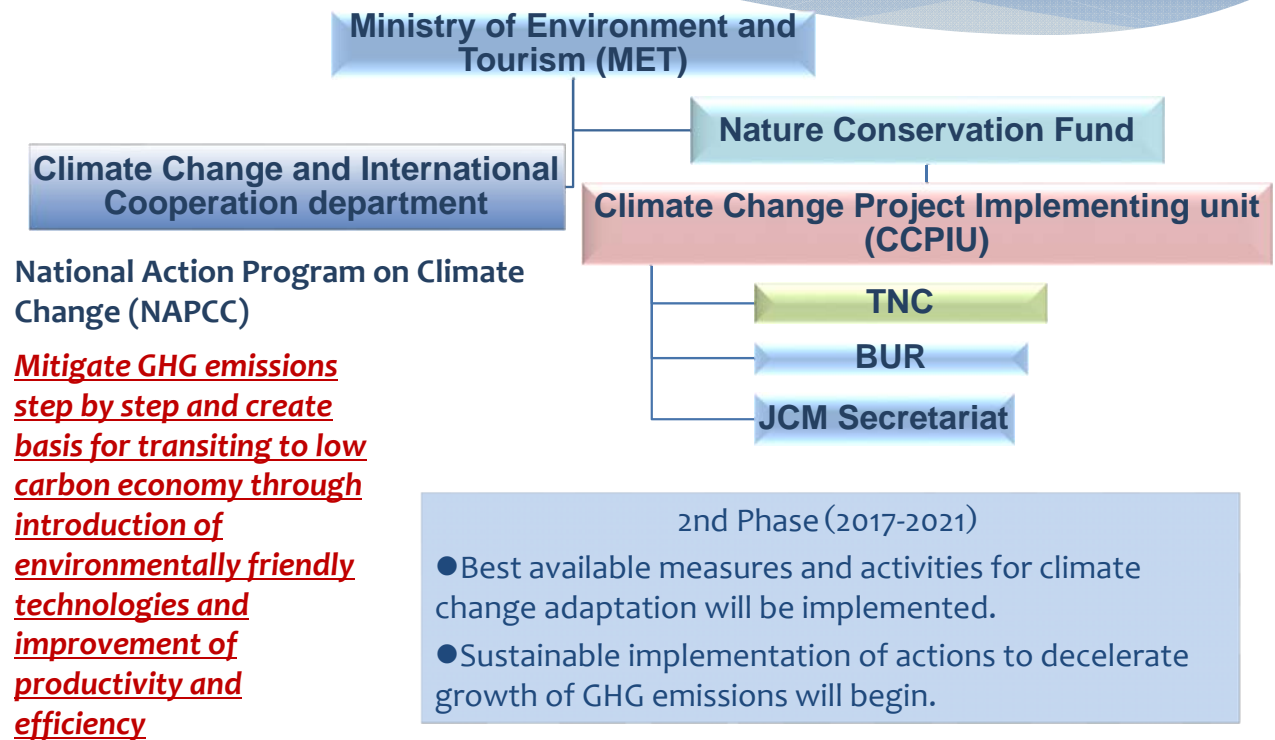 Ministry of Environment and
Tourism (MET)
Nature Conservation Fund
Climate Change and International
Cooperation department
Climate Change Project Implementing unit
(CCPIU)
TNC
BUR
JCM Secretariat
National Action Program on Climate
Change (NAPCC)
Mitigate GHG emissions
step by step and create
basis for transiting to low
carbon economy through
introduction of
environmentally friendly
technologies and
improvement of
productivity and
efficiency
2nd Phase (2017-2021)
●Best available measures and activities for climate
change adaptation will be implemented.
●Sustainable implementation of actions to decelerate
growth of GHG emissions will begin.